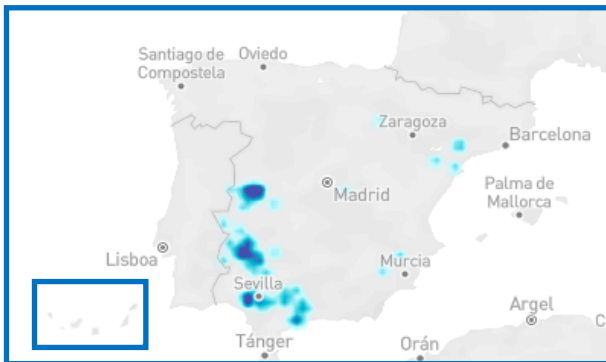 Santiago de
Compostela
Oviedo
Zaragoza
Barcelona
Madrid
Palma de
Mallorca
Lisboa
Murcia
Sevilla
Argel
C
Tánger
Orán